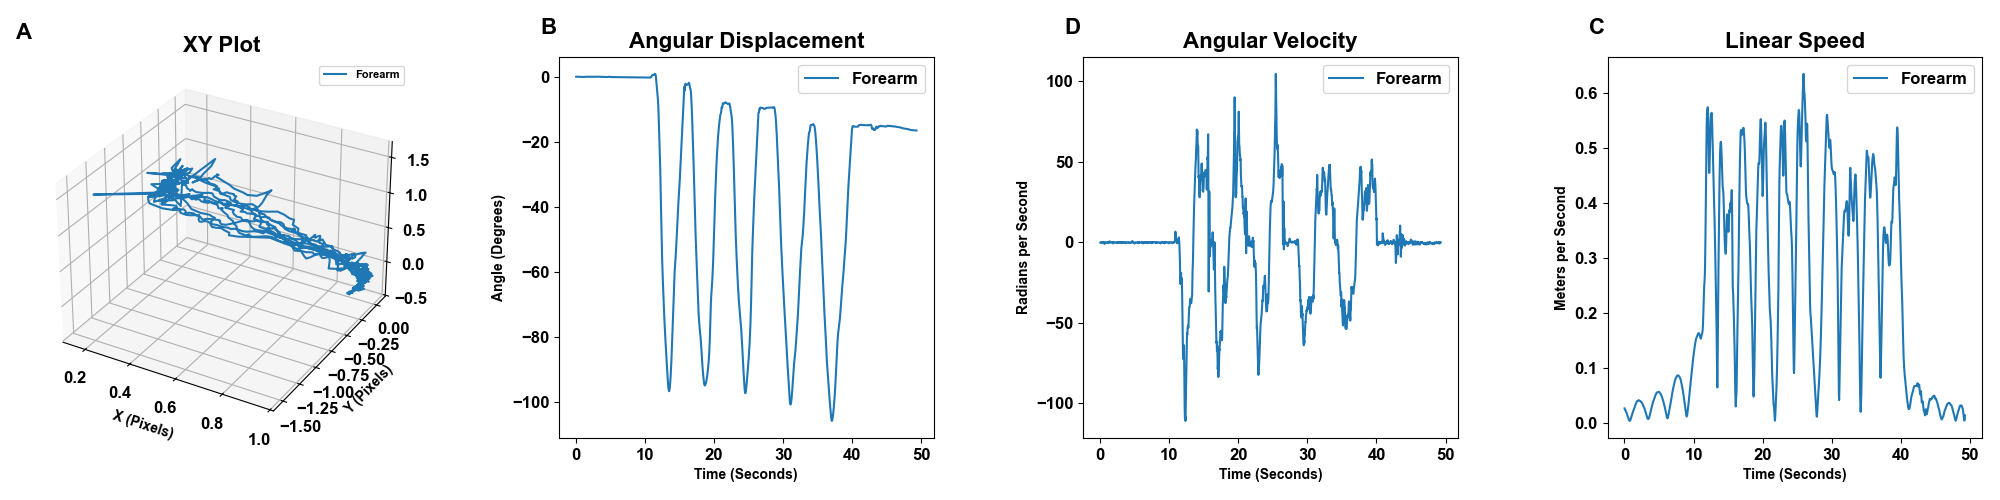 A
XY Plot
Forearm
1.5
1.0
0.5
0.0
−0.5
0.2
0.4
0.6
0.8
1.0
X (Pixels)
0.00
−0.25
−0.50
−0.75
−1.00
−1.25
−1.50
Y (Pixels)
B
Angular Displacement
Forearm
0
−20
−40
−60
−80
−100
Angle (Degrees)
0 10 20 30 40 50
Time (Seconds)
D
Angular Velocity
Forearm
100
50
0
−50
−100
Radians per Second
0 10 20 30 40 50
Time (Seconds)
C
Linear Speed
Forearm
0.6
0.5
0.4
0.3
0.2
0.1
0.0
Meters per Second
0 10 20 30 40 50
Time (Seconds)